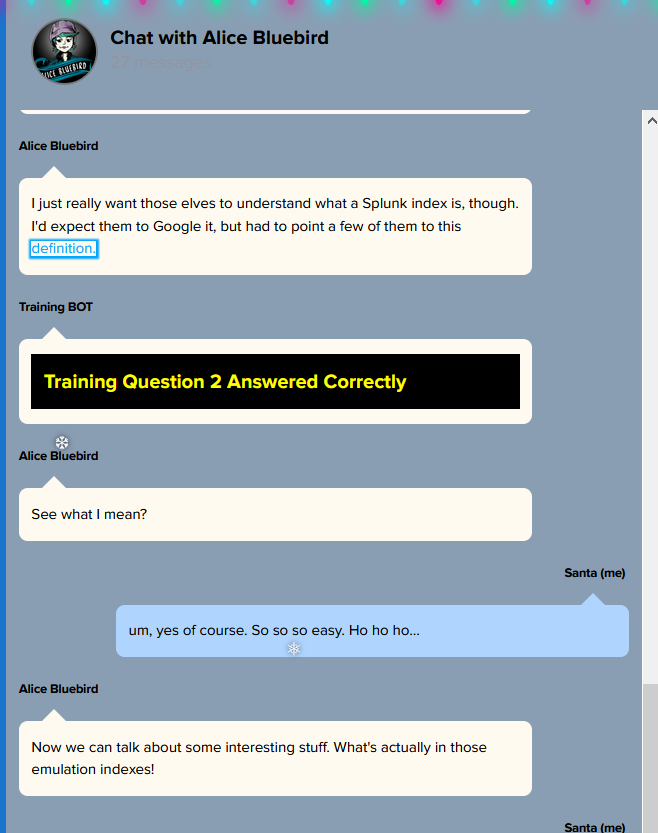 Chat with Alice Bluebird
27 messages
ALICE BLUEBIRD
Alice Bluebird
I just really want those elves to understand what a Splunk index is, though.
I'd expect them to Google it, but had to point a few of them to this
definition.
Training BOT
Training Question 2 Answered Correctly
Alice Bluebird
See what I mean?
Santa (me)
um, yes of course. So so so easy. Ho ho ho...
Alice Bluebird
Now we can talk about some interesting stuff. What's actually in those
emulation indexes!
Santa (me)